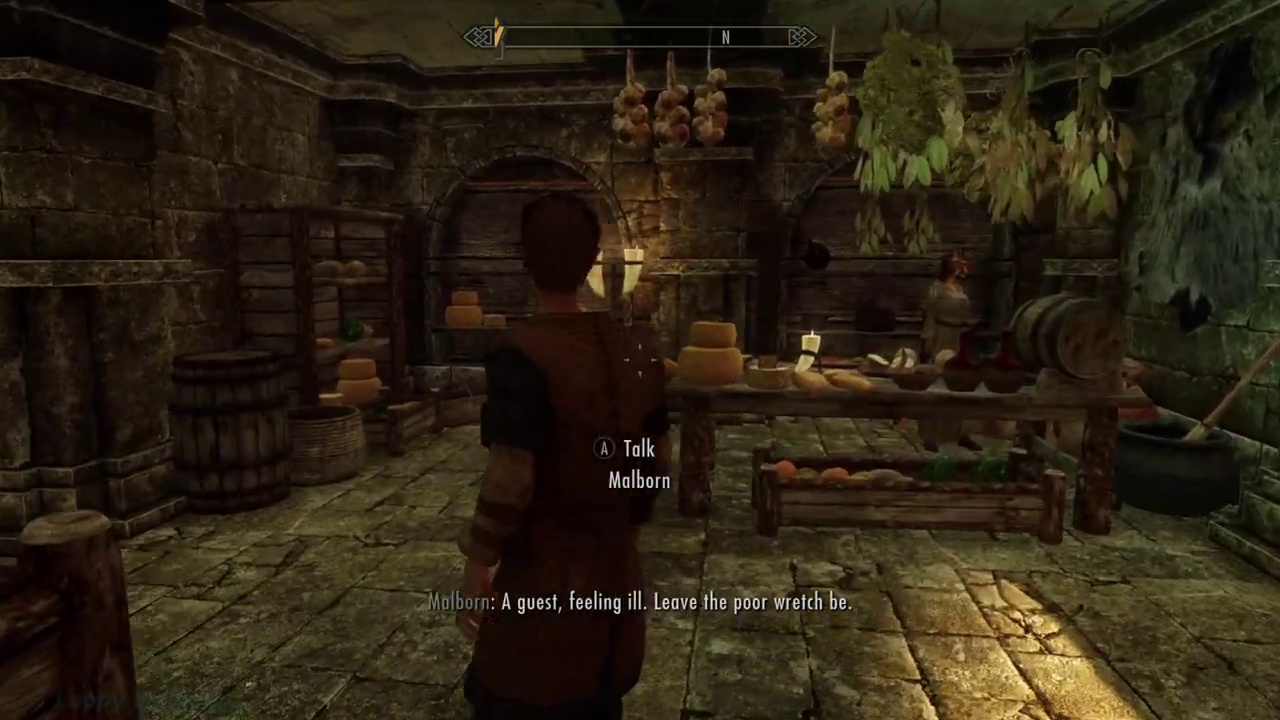 N
A Talk
Malborn
Malborn: A guest, feeling ill. Leave the poor wretch be.